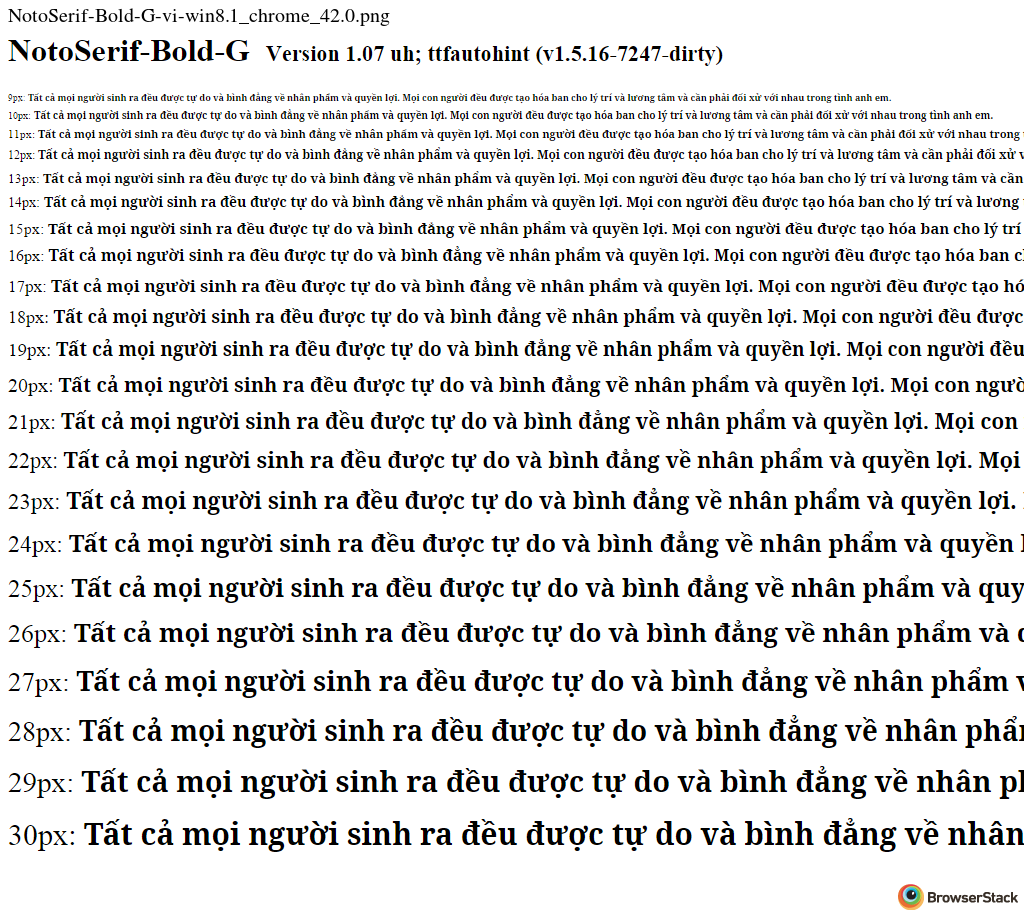 NotoSerif-Bold-G-vi-win8.1_chrome_42.0.png
NotoSerif-Bold-G Version 1.07 uh; ttfautohint (v1.5.16-7247-dirty)
9px: Tất cả mọi người sinh ra đều được tự do và bình đẳng về nhân phẩm và quyền lợi. Mọi con người đều được tạo hóa ban cho lý trí và lương tâm và cần phải đối xử với nhau trong tình anh em.
10px: Tất cả mọi người sinh ra đều được tự do và bình đẳng về nhân phẩm và quyền lợi. Mọi con người đều được tạo hóa ban cho lý trí và lương tâm và cần phải đối xử với nhau trong tình anh em.
11px: Tất cả mọi người sinh ra đều được tự do và bình đẳng về nhân phẩm và quyền lợi. Mọi con người đều được tạo hóa ban cho lý trí và lương tâm và cần phải đối xử với nhau trong
12px: Tất cả mọi người sinh ra đều được tự do và bình đẳng về nhân phẩm và quyền lợi. Mọi con người đều được tạo hóa ban cho lý trí và lương tâm và cần phải đối xử v
13px: Tất cả mọi người sinh ra đều được tự do và bình đẳng về nhân phẩm và quyền lợi. Mọi con người đều được tạo hóa ban cho lý trí và lương tâm và cần
14px: Tất cả mọi người sinh ra đều được tự do và bình đẳng về nhân phẩm và quyền lợi. Mọi con người đều được tạo hóa ban cho lý trí và lương
15px: Tất cả mọi người sinh ra đều được tự do và bình đẳng về nhân phẩm và quyền lợi. Mọi con người đều được tạo hóa ban cho lý trí
16px: Tất cả mọi người sinh ra đều được tự do và bình đẳng về nhân phẩm và quyền lợi. Mọi con người đều được tạo hóa ban c
17px: Tất cả mọi người sinh ra đều được tự do và bình đẳng về nhân phẩm và quyền lợi. Mọi con người đều được tạo hó
18px: Tất cả mọi người sinh ra đều được tự do và bình đẳng về nhân phẩm và quyền lợi. Mọi con người đều được
19px: Tất cả mọi người sinh ra đều được tự do và bình đẳng về nhân phẩm và quyền lợi. Mọi con người đều
20px: Tất cả mọi người sinh ra đều được tự do và bình đẳng về nhân phẩm và quyền lợi. Mọi con ngườ
21px: Tất cả mọi người sinh ra đều được tự do và bình đẳng về nhân phẩm và quyền lợi. Mọi con
22px: Tất cả mọi người sinh ra đều được tự do và bình đẳng về nhân phẩm và quyền lợi. Mọi
23px: Tất cả mọi người sinh ra đều được tự do và bình đẳng về nhân phẩm và quyền lợi.
24px: Tất cả mọi người sinh ra đều được tự do và bình đẳng về nhân phẩm và quyền l
25px: Tất cả mọi người sinh ra đều được tự do và bình đẳng về nhân phẩm và quy
26px: Tất cả mọi người sinh ra đều được tự do và bình đẳng về nhân phẩm và q
27px: Tất cả mọi người sinh ra đều được tự do và bình đẳng về nhân phẩm v
28px: Tất cả mọi người sinh ra đều được tự do và bình đẳng về nhân phẩ
29px: Tất cả mọi người sinh ra đều được tự do và bình đẳng về nhân ph
30px: Tất cả mọi người sinh ra đều được tự do và bình đẳng về nhân
BrowserStack